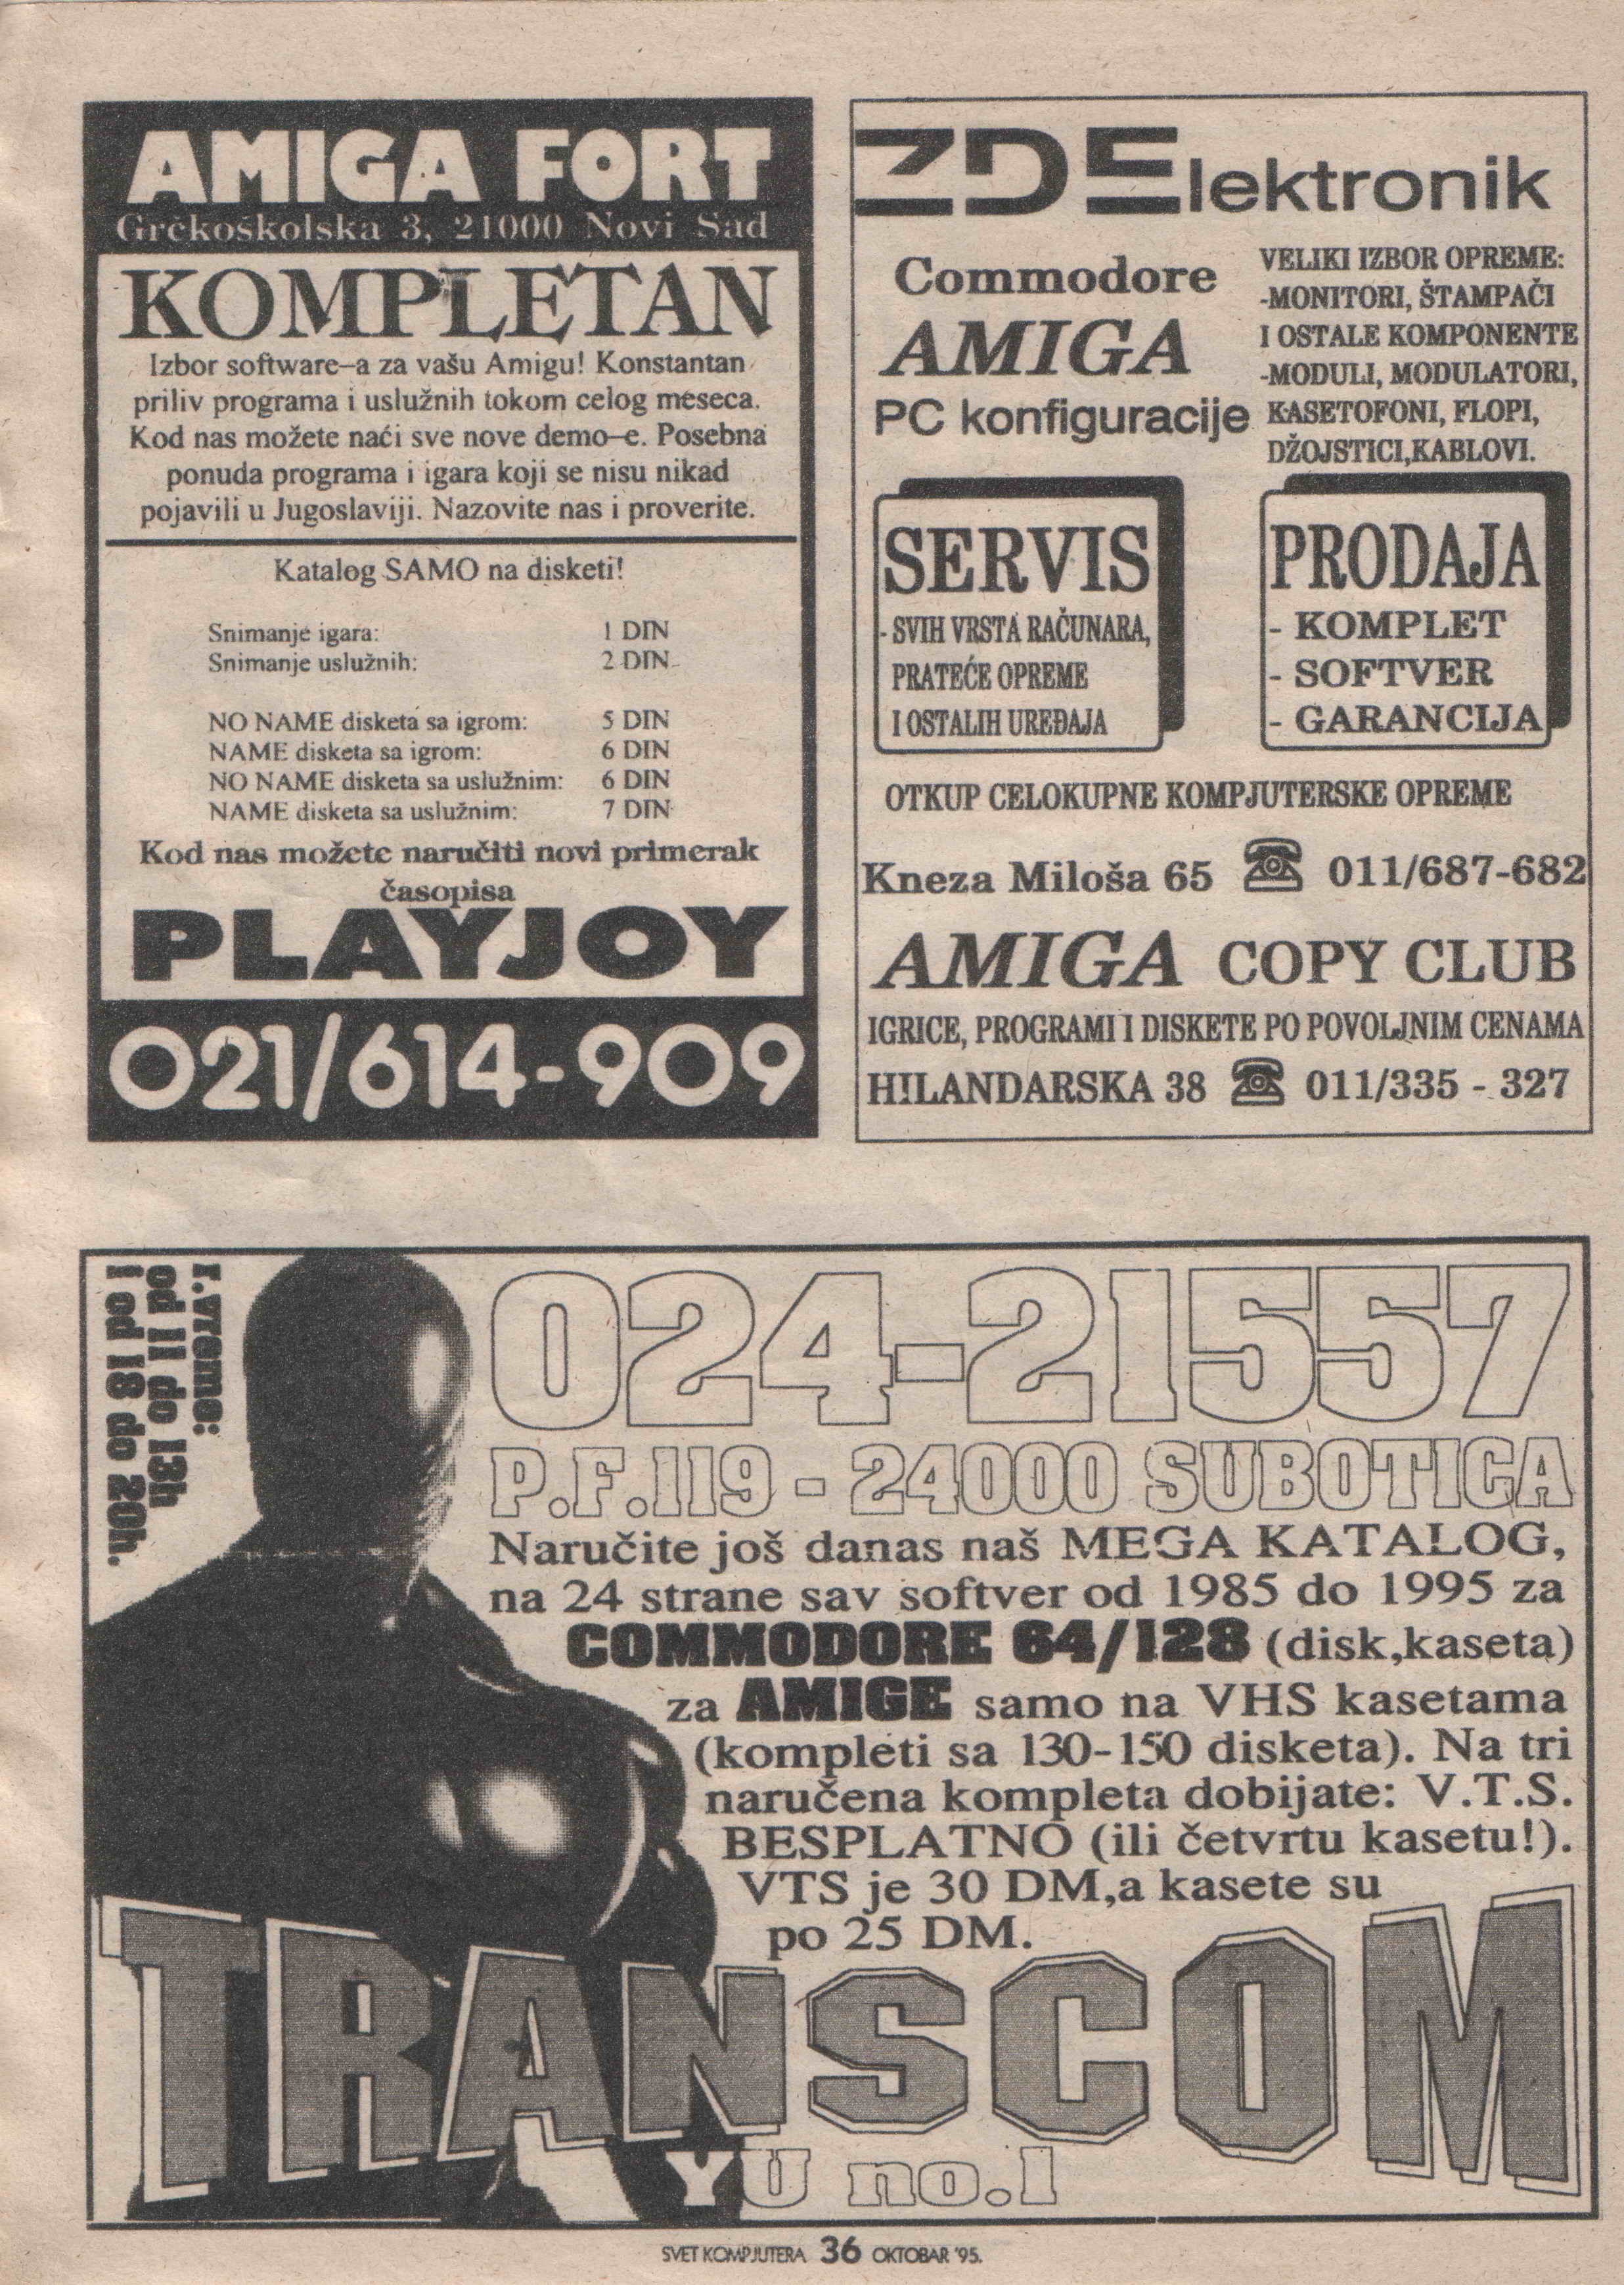 AMIGA FORT
Grčkoškolska 3, 21000 Novi Sad
KOMPLETAN
Izbor software-a za vašu Amigu! Konstantan
priliv programa i uslužnih tokom celog meseca.
Kod nas možete naći sve nove demo-e. Posebna
ponuda programa i igara koji se nisu nikad
pojavili u Jugoslaviji. Nazovite nas i proverite.
Katalog SAMO na disketi!
Snimanje igara: 1 DIN
Snimanje uslužnih: 2 DIN
NO NAME disketa sa igrom: 5 DIN
NAME disketa sa igrom: 6 DIN
NO NAME disketa sa uslužnim: 6 DIN
NAME disketa sa uslužnim: 7 DIN
Kod nas možete naručiti novi primerak
časopisa
PLAYJOY
021/614-909
ZD Elektronik
Commodore
AMIGA
PC konfiguracije
VELIKI IZBOR OPREME:
-MONITORI, ŠTAMPAČI
I OSTALE KOMPONENTE
-MODULI, MODULATORI,
KASETOFONI, FLOPI,
DŽOJSTICI,KABLOVI.
SERVIS
- SVIH VRSTA RAČUNARA,
PRATEĆE OPREME
I OSTALIH UREĐAJA
PRODAJA
- KOMPLET
- SOFTVER
- GARANCIJA
OTKUP CELOKUPNE KOMPJUTERSKE OPREME
Kneza Miloša 65 ☎ 011/687-682
AMIGA COPY CLUB
IGRICE, PROGRAMI I DISKETE PO POVOLJNIM CENAMA
HILANDARSKA 38 ☎ 011/335 - 327
r.vreme:
od 11 do 13h
i od 18 do 20h.
024-21557
P.F.119 - 24000 SUBOTICA
Naručite još danas naš MEGA KATALOG,
na 24 strane sav softver od 1985 do 1995 za
COMMODORE 64/128 (disk,kaseta)
za AMIGE samo na VHS kasetama
(kompleti sa 130-150 disketa). Na tri
naručena kompleta dobijate: V.T.S.
BESPLATNO (ili četvrtu kasetu!).
VTS je 30 DM,a kasete su
po 25 DM.
TRANSCOM
YU no.1
SVET KOMPJUTERA 36 OKTOBAR '95.